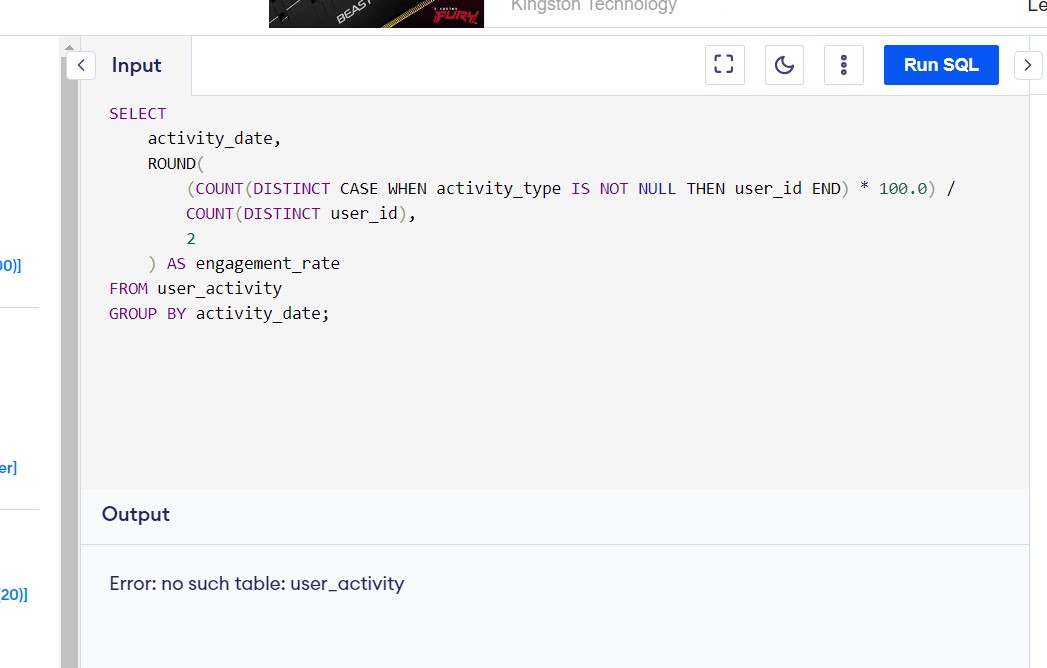 BEAST
FURY
Kingston Technology
Le
Input
Run SQL
SELECT
activity_date,
ROUND(
(COUNT(DISTINCT CASE WHEN activity_type IS NOT NULL THEN user_id END) * 100.0) /
COUNT(DISTINCT user_id),
2
) AS engagement_rate
FROM user_activity
GROUP BY activity_date;
00)]
er]
20)]
Output
Error: no such table: user_activity